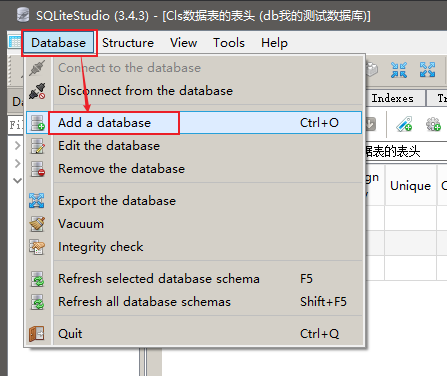 SQLiteStudio (3.4.3) - [Cls数据表的表头 (db我的测试数据库)]
Database Structure View Tools Help
Connect to the database
Disconnect from the database
Add a database Ctrl+O
Edit the database
Remove the database
Export the database
Vacuum
Integrity check
Refresh selected database schema F5
Refresh all database schemas Shift+F5
Quit Ctrl+Q
Indexes
据表的表头
Unique